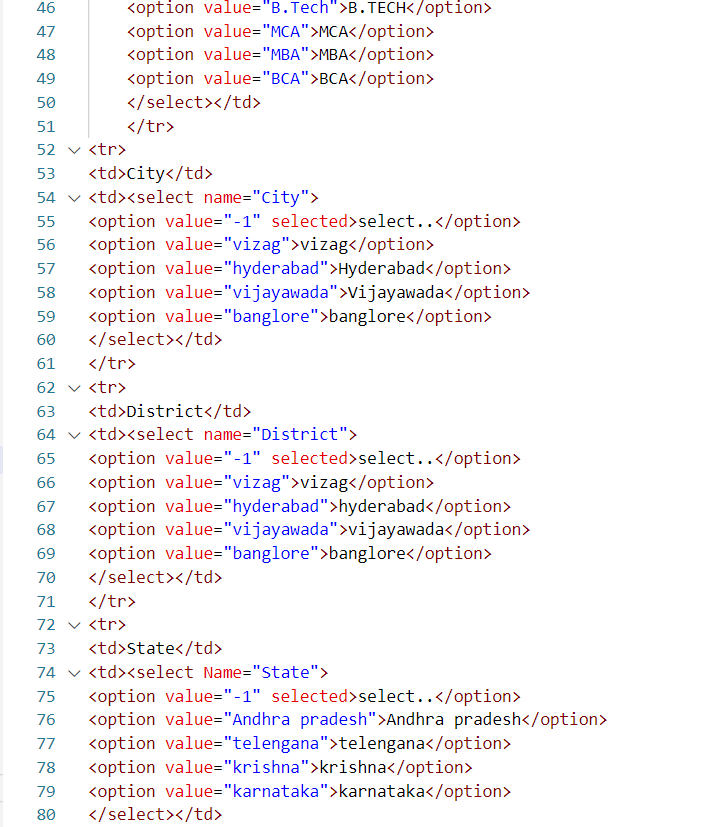 46 <option value="B.Tech">B.TECH</option>
47 <option value="MCA">MCA</option>
48 <option value="MBA">MBA</option>
49 <option value="BCA">BCA</option>
50 </select></td>
51 </tr>
52 <tr>
53 <td>City</td>
54 <td><select name="City">
55 <option value="-1" selected>select..</option>
56 <option value="vizag">vizag</option>
57 <option value="hyderabad">Hyderabad</option>
58 <option value="vijayawada">Vijayawada</option>
59 <option value="banglore">banglore</option>
60 </select></td>
61 </tr>
62 <tr>
63 <td>District</td>
64 <td><select name="District">
65 <option value="-1" selected>select..</option>
66 <option value="vizag">vizag</option>
67 <option value="hyderabad">hyderabad</option>
68 <option value="vijayawada">vijayawada</option>
69 <option value="banglore">banglore</option>
70 </select></td>
71 </tr>
72 <tr>
73 <td>State</td>
74 <td><select Name="State">
75 <option value="-1" selected>select..</option>
76 <option value="Andhra pradesh">Andhra pradesh</option>
77 <option value="telengana">telengana</option>
78 <option value="krishna">krishna</option>
79 <option value="karnataka">karnataka</option>
80 </select></td>